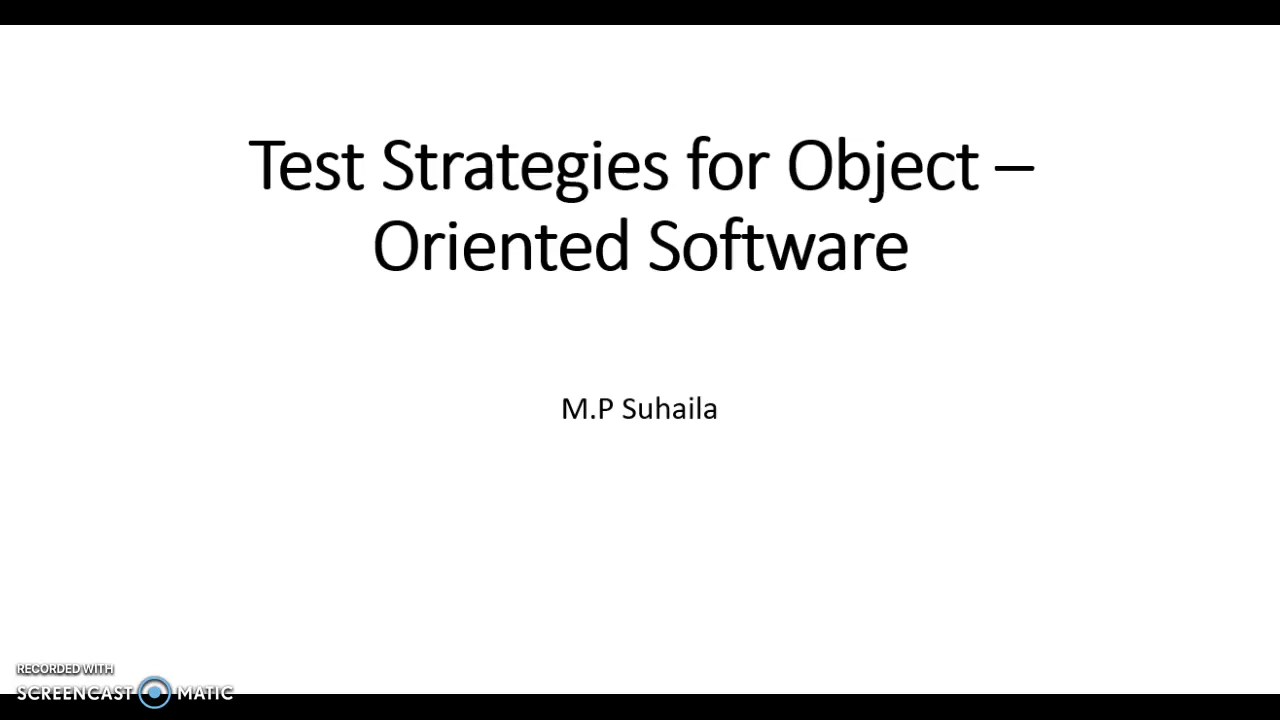 Test Strategies for Object –
Oriented Software
M.P Suhaila
RECORDED WITH
SCREENCAST MATIC